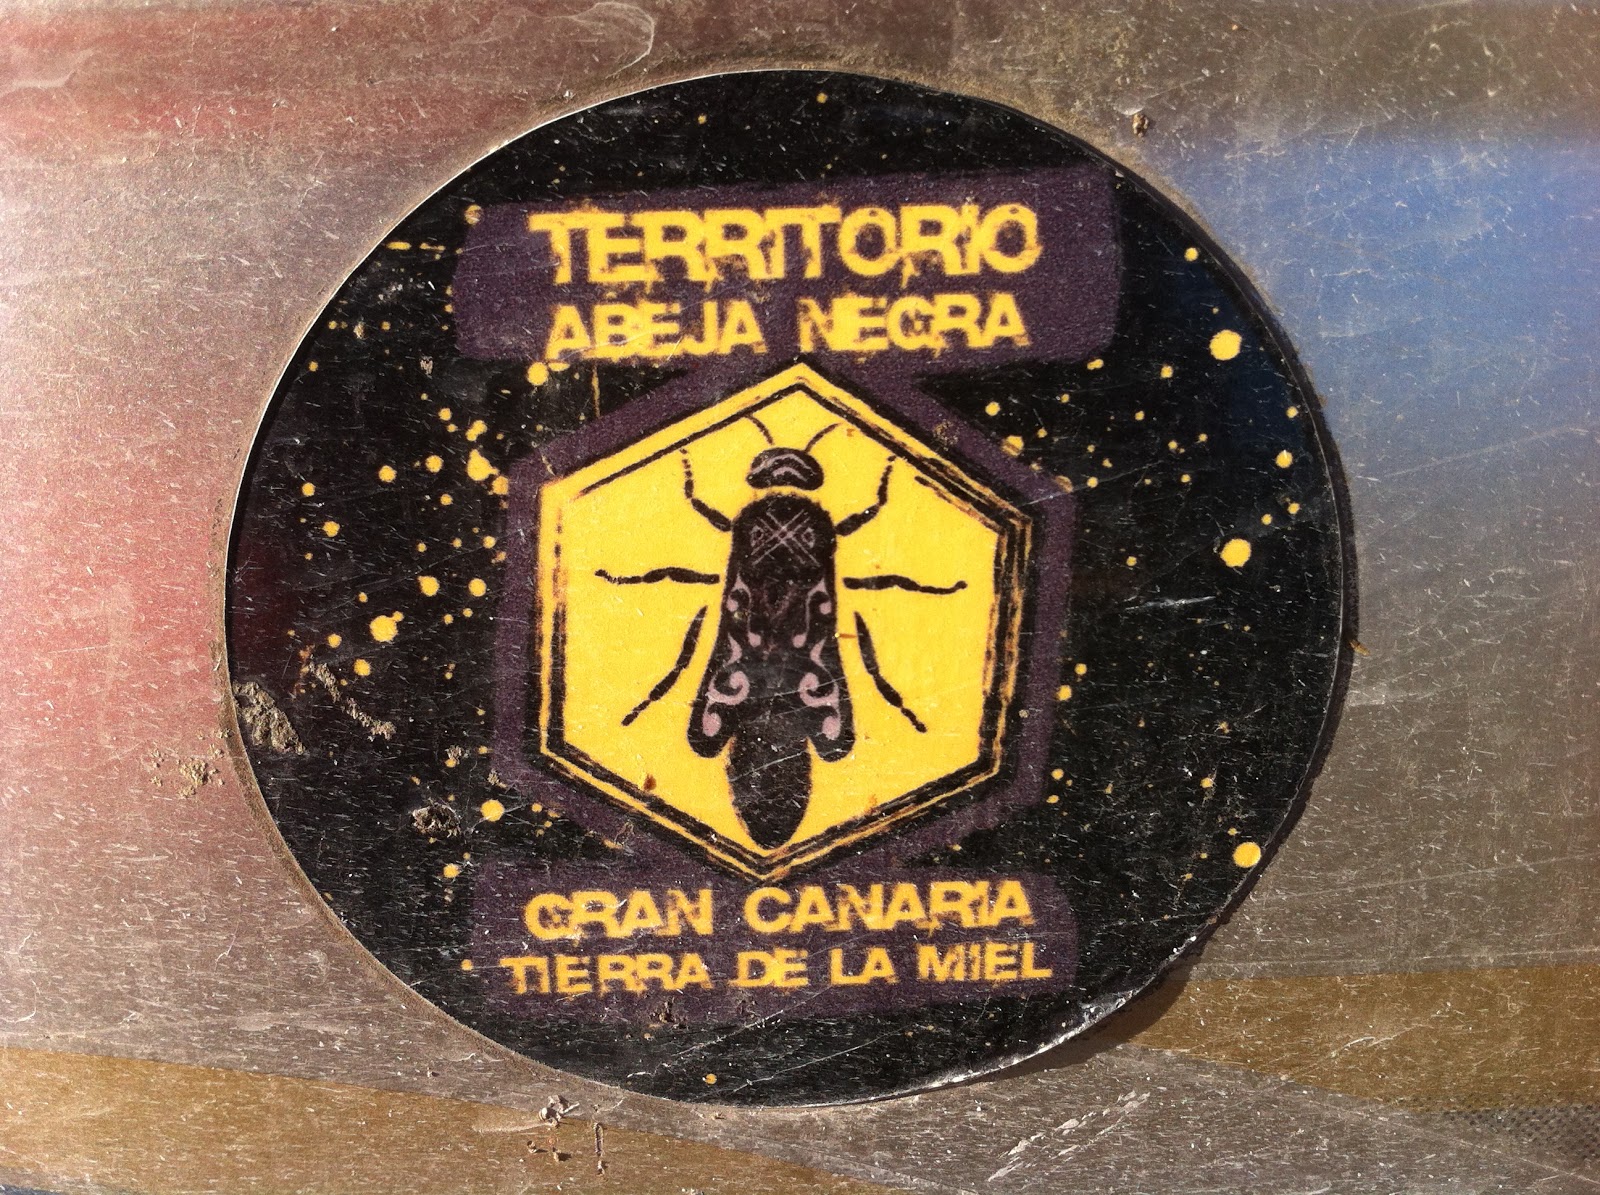 TERRITORIO
ABEJA NEGRA
GRAN CANARIA
TIERRA DE LA MIEL